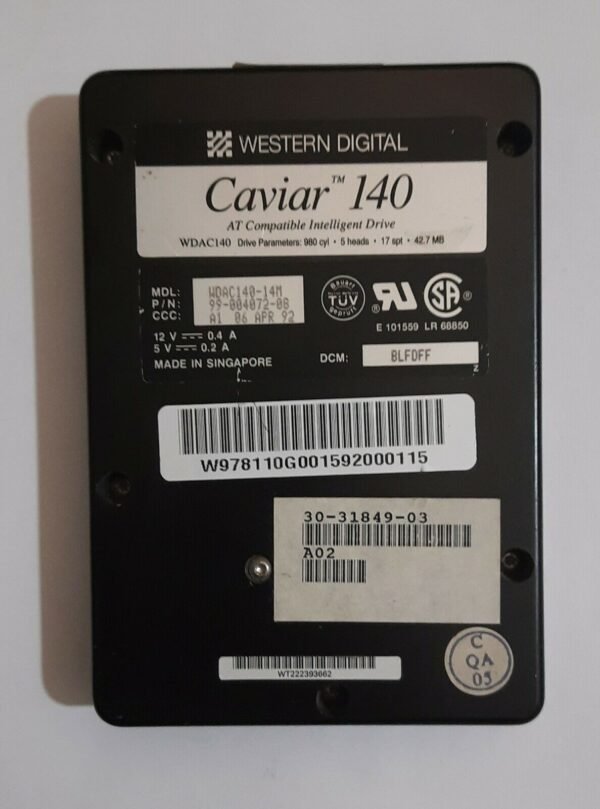 WESTERN DIGITAL
Caviar™ 140
AT Compatible Intelligent Drive
WDAC140 Drive Parameters: 980 cyl • 5 heads • 17 spt • 42.7 MB
MDL: WDAC140-14M
P/N: 99-004072-08
CCC: A1 06 APR 92
12 V ⎓ 0.4 A
5 V ⎓ 0.2 A
MADE IN SINGAPORE
Bauart
TÜV
geprüft
E 101559 LR 68850
DCM: BLFDFF
W978110G001592000115
30-31849-03
A02
C
QA
05
WT222393662